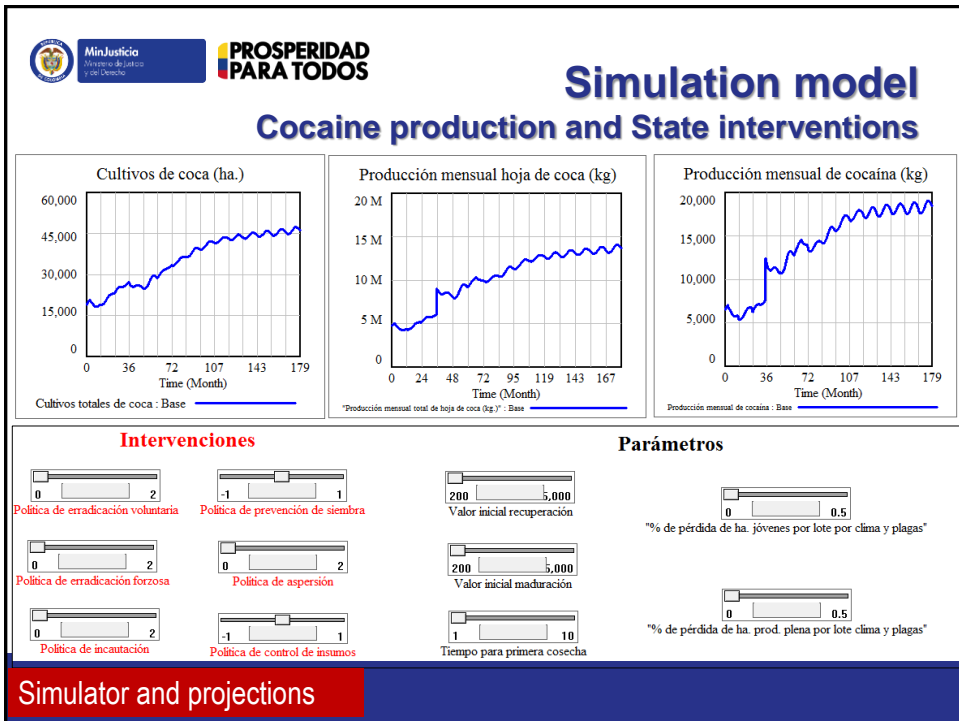 MinJusticia
Ministerio de Justicia
y del Derecho
PROSPERIDAD
PARA TODOS
Simulation model
Cocaine production and State interventions
Cultivos de coca (ha.)
60,000
45,000
30,000
15,000
0
0 36 72 107 143 179
Time (Month)
Cultivos totales de coca : Base
Producción mensual hoja de coca (kg)
20 M
15 M
10 M
5 M
0
0 24 48 72 95 119 143 167
Time (Month)
"Producción mensual total de hoja de coca (kg.)" : Base
Producción mensual de cocaína (kg)
20,000
15,000
10,000
5,000
0
0 36 72 107 143 179
Time (Month)
Producción mensual de cocaína : Base
Intervenciones
0 2
Política de erradicación voluntaria
-1 1
Política de prevención de siembra
0 2
Política de erradicación forzosa
0 2
Política de aspersión
0 2
Política de incautación
-1 1
Política de control de insumos
Parámetros
200 5,000
Valor inicial recuperación
200 5,000
Valor inicial maduración
1 10
Tiempo para primera cosecha
0 0.5
"% de pérdida de ha. jóvenes por lote por clima y plagas"
0 0.5
"% de pérdida de ha. prod. plena por lote clima y plagas"
Simulator and projections